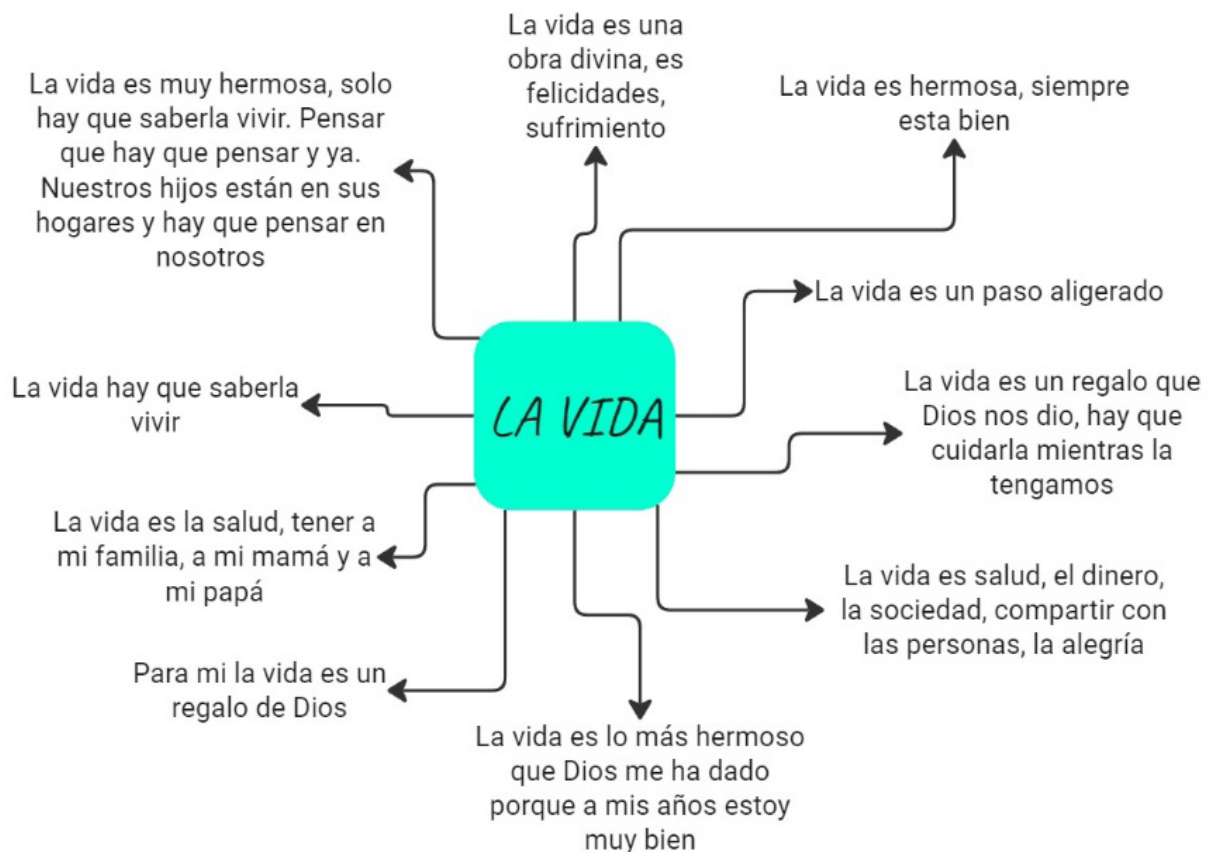 La vida es una
obra divina, es
felicidades,
sufrimiento
La vida es muy hermosa, solo
hay que saberla vivir. Pensar
que hay que pensar y ya.
Nuestros hijos están en sus
hogares y hay que pensar en
nosotros
La vida es hermosa, siempre
esta bien
La vida es un paso aligerado
La vida hay que saberla
vivir
LA VIDA
La vida es un regalo que
Dios nos dio, hay que
cuidarla mientras la
tengamos
La vida es la salud, tener a
mi familia, a mi mamá y a
mi papá
La vida es salud, el dinero,
la sociedad, compartir con
las personas, la alegría
Para mi la vida es un
regalo de Dios
La vida es lo más hermoso
que Dios me ha dado
porque a mis años estoy
muy bien